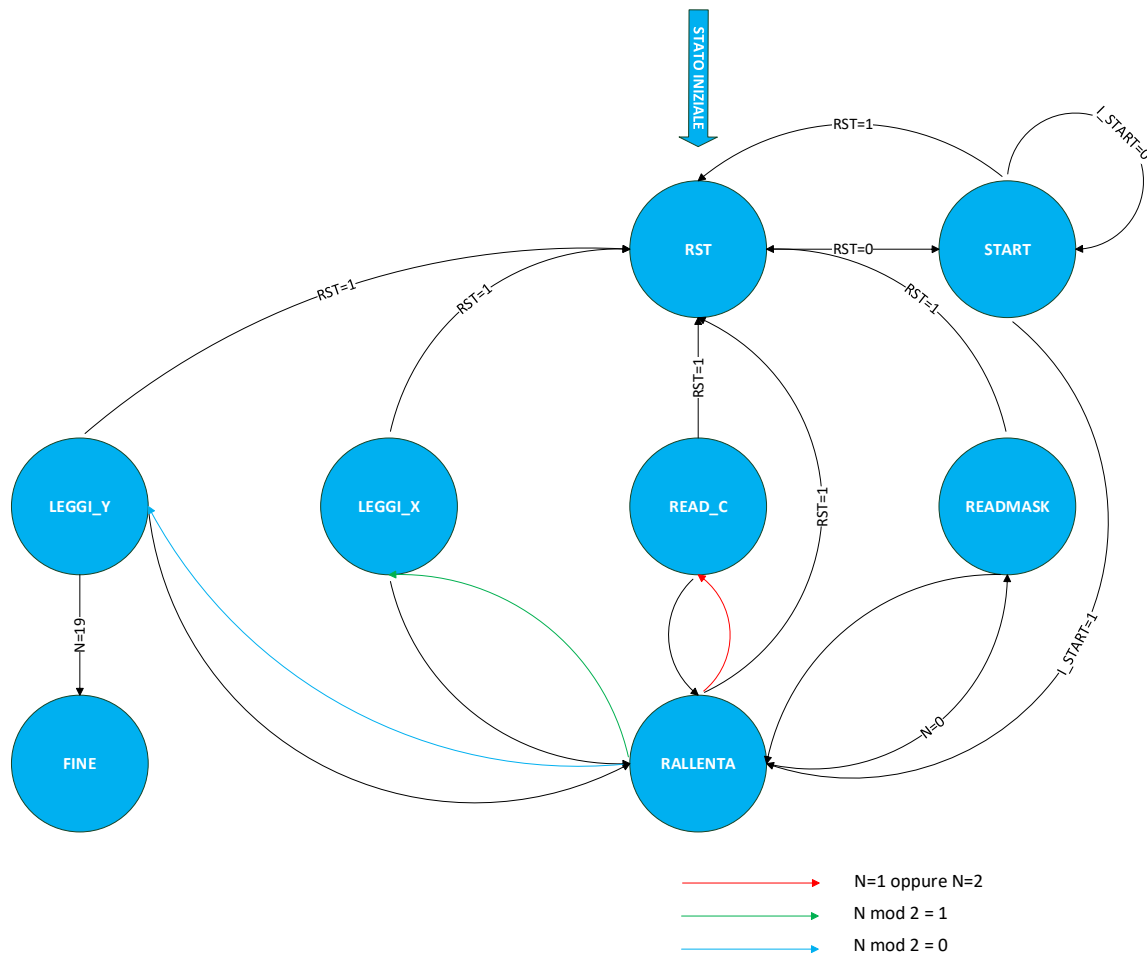 STATO INIZIALE
RST=1
I_START=0
RST
RST=0
START
RST=1
RST=1
RST=1
RST=1
LEGGI_Y
LEGGI_X
READ_C
RST=1
READMASK
N=19
I_START=1
N=0
FINE
RALLENTA
N=1 oppure N=2
N mod 2 = 1
N mod 2 = 0